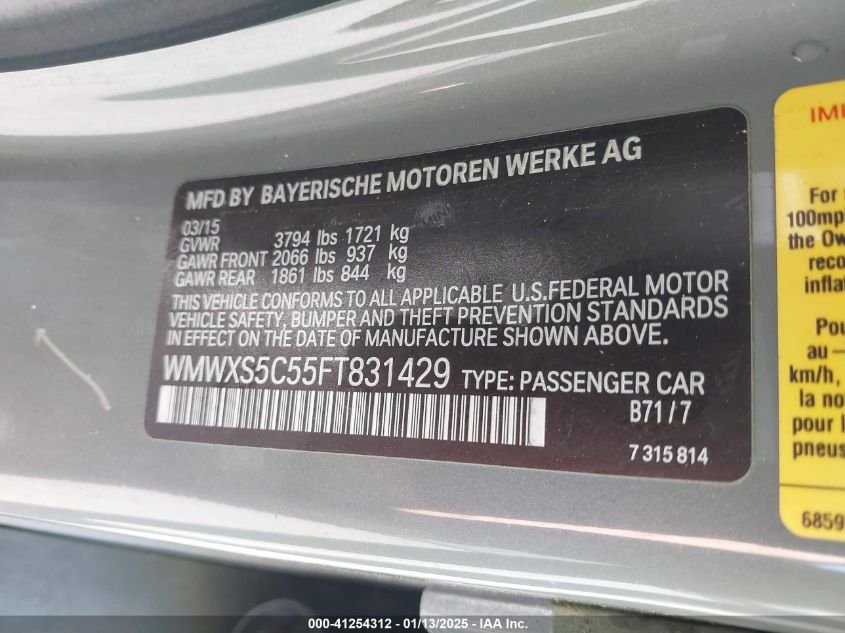 MFD BY BAYERISCHE MOTOREN WERKE AG
MINI
03/15
GVWR 3794 lbs 1721 kg
GAWR FRONT 2066 lbs 937 kg
GAWR REAR 1861 lbs 844 kg
THIS VEHICLE CONFORMS TO ALL APPLICABLE U.S.FEDERAL MOTOR
VEHICLE SAFETY, BUMPER AND THEFT PREVENTION STANDARDS
IN EFFECT ON THE DATE OF MANUFACTURE SHOWN ABOVE.
WMWXS5C55FT831429 TYPE: PASSENGER CAR
B71/7
7 315 814
For
100mp
the Ow
reco
infla
Pou
au —
km/h,
la no
pour l
pneus
6859
000-41254312 - 01/13/2025 - IAA Inc.